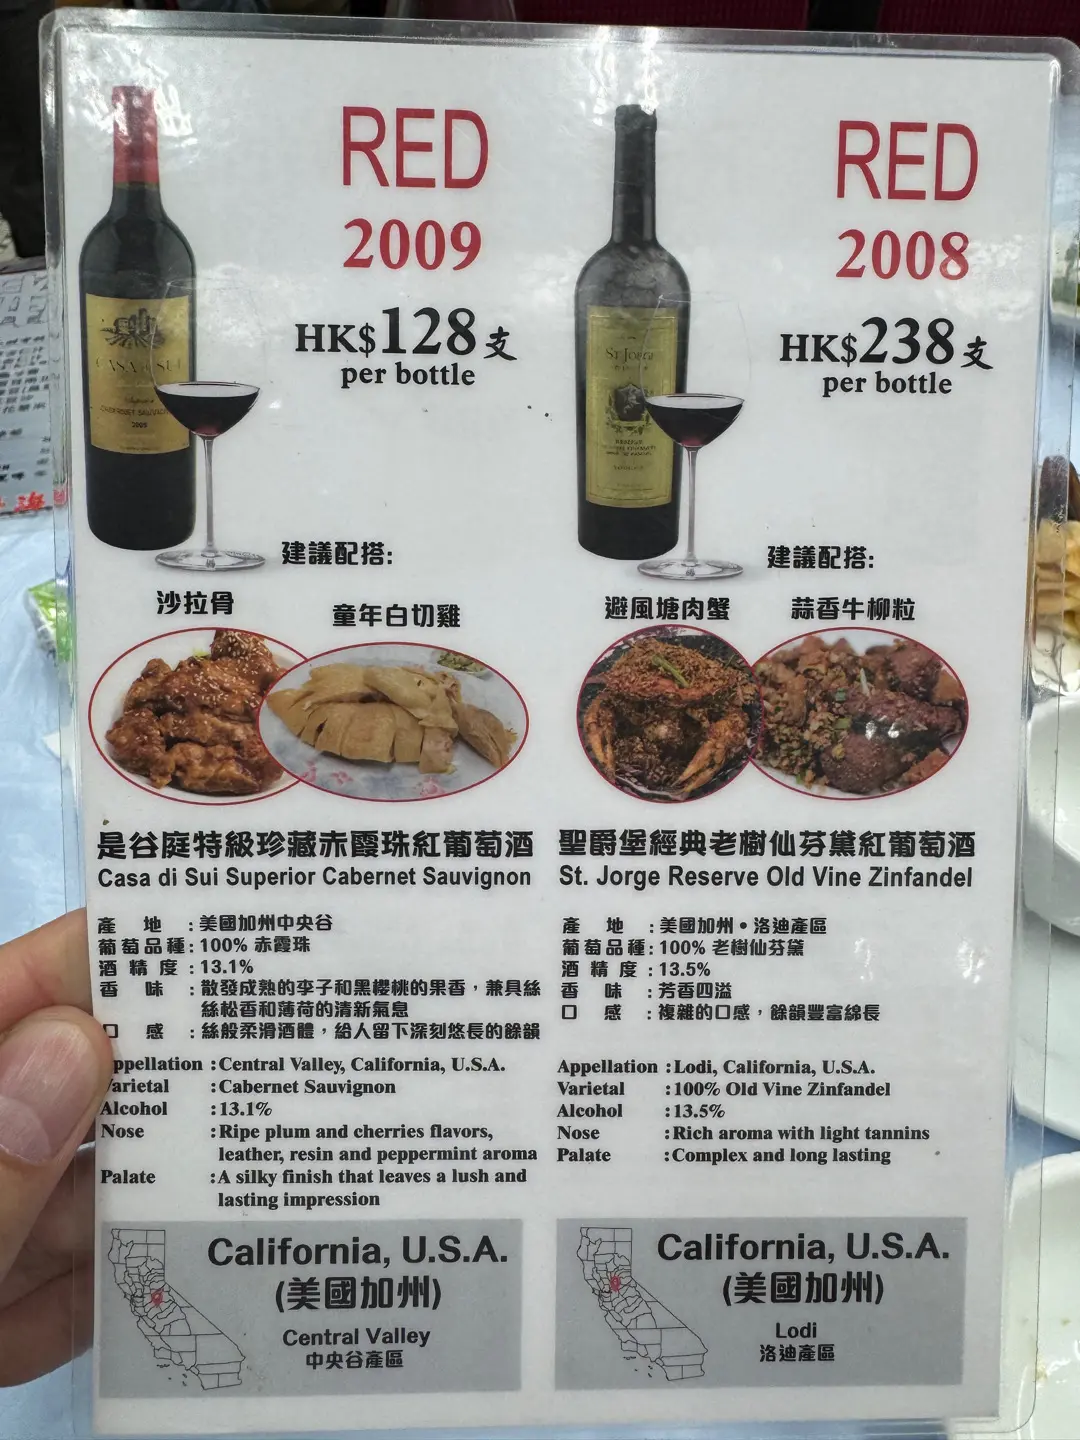 RED
2009
HK$128支
per bottle
CASA DI SUI
CABERNET SAUVIGNON
2009
建議配搭:
沙拉骨
童年白切雞
是谷庭特級珍藏赤霞珠紅葡萄酒
Casa di Sui Superior Cabernet Sauvignon
產地:美國加州中央谷
葡萄品種:100% 赤霞珠
酒精度:13.1%
香味:散發成熟的李子和黑櫻桃的果香，兼具絲
絲松香和薄荷的清新氣息
口感:絲般柔滑酒體，給人留下深刻悠長的餘韻
ppellation :Central Valley, California, U.S.A.
Varietal :Cabernet Sauvignon
Alcohol :13.1%
Nose :Ripe plum and cherries flavors,
leather, resin and peppermint aroma
Palate :A silky finish that leaves a lush and
lasting impression
California, U.S.A.
(美國加州)
Central Valley
中央谷產區
RED
2008
HK$238支
per bottle
ST. JORGE
RESERVE
建議配搭:
避風塘肉蟹
蒜香牛柳粒
聖爵堡經典老樹仙芬黛紅葡萄酒
St. Jorge Reserve Old Vine Zinfandel
產地:美國加州•洛迪產區
葡萄品種:100% 老樹仙芬黛
酒精度:13.5%
香味:芳香四溢
口感:複雜的口感，餘韻豐富綿長
Appellation :Lodi, California, U.S.A.
Varietal :100% Old Vine Zinfandel
Alcohol :13.5%
Nose :Rich aroma with light tannins
Palate :Complex and long lasting
California, U.S.A.
(美國加州)
Lodi
洛迪產區